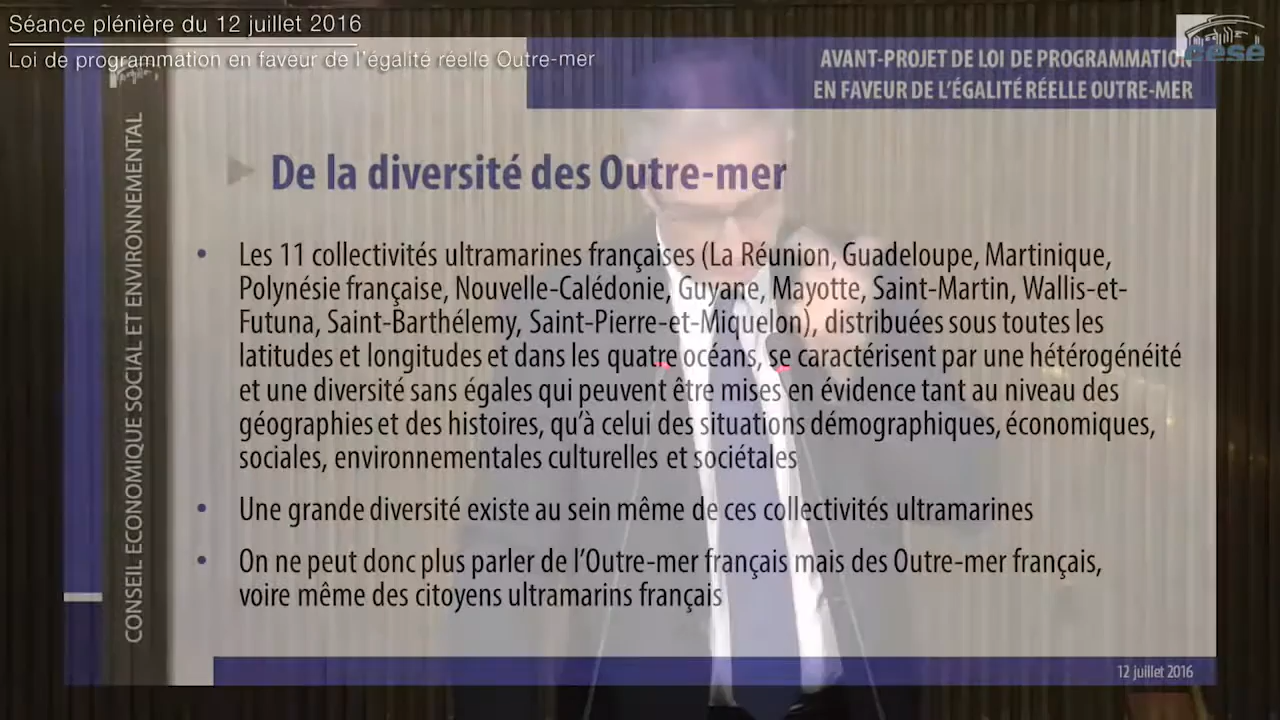 Séance plénière du 12 juillet 2016
Loi de programmation en faveur de l'égalité réelle Outre-mer
cese
AVANT-PROJET DE LOI DE PROGRAMMATION
EN FAVEUR DE L'ÉGALITÉ RÉELLE OUTRE-MER
CONSEIL ECONOMIQUE SOCIAL ET ENVIRONNEMENTAL
De la diversité des Outre-mer
• Les 11 collectivités ultramarines françaises (La Réunion, Guadeloupe, Martinique,
Polynésie française, Nouvelle-Calédonie, Guyane, Mayotte, Saint-Martin, Wallis-et-
Futuna, Saint-Barthélemy, Saint-Pierre-et-Miquelon), distribuées sous toutes les
latitudes et longitudes et dans les quatre océans, se caractérisent par une hétérogénéité
et une diversité sans égales qui peuvent être mises en évidence tant au niveau des
géographies et des histoires, qu'à celui des situations démographiques, économiques,
sociales, environnementales culturelles et sociétales
• Une grande diversité existe au sein même de ces collectivités ultramarines
• On ne peut donc plus parler de l'Outre-mer français mais des Outre-mer français,
voire même des citoyens ultramarins français
12 juillet 2016